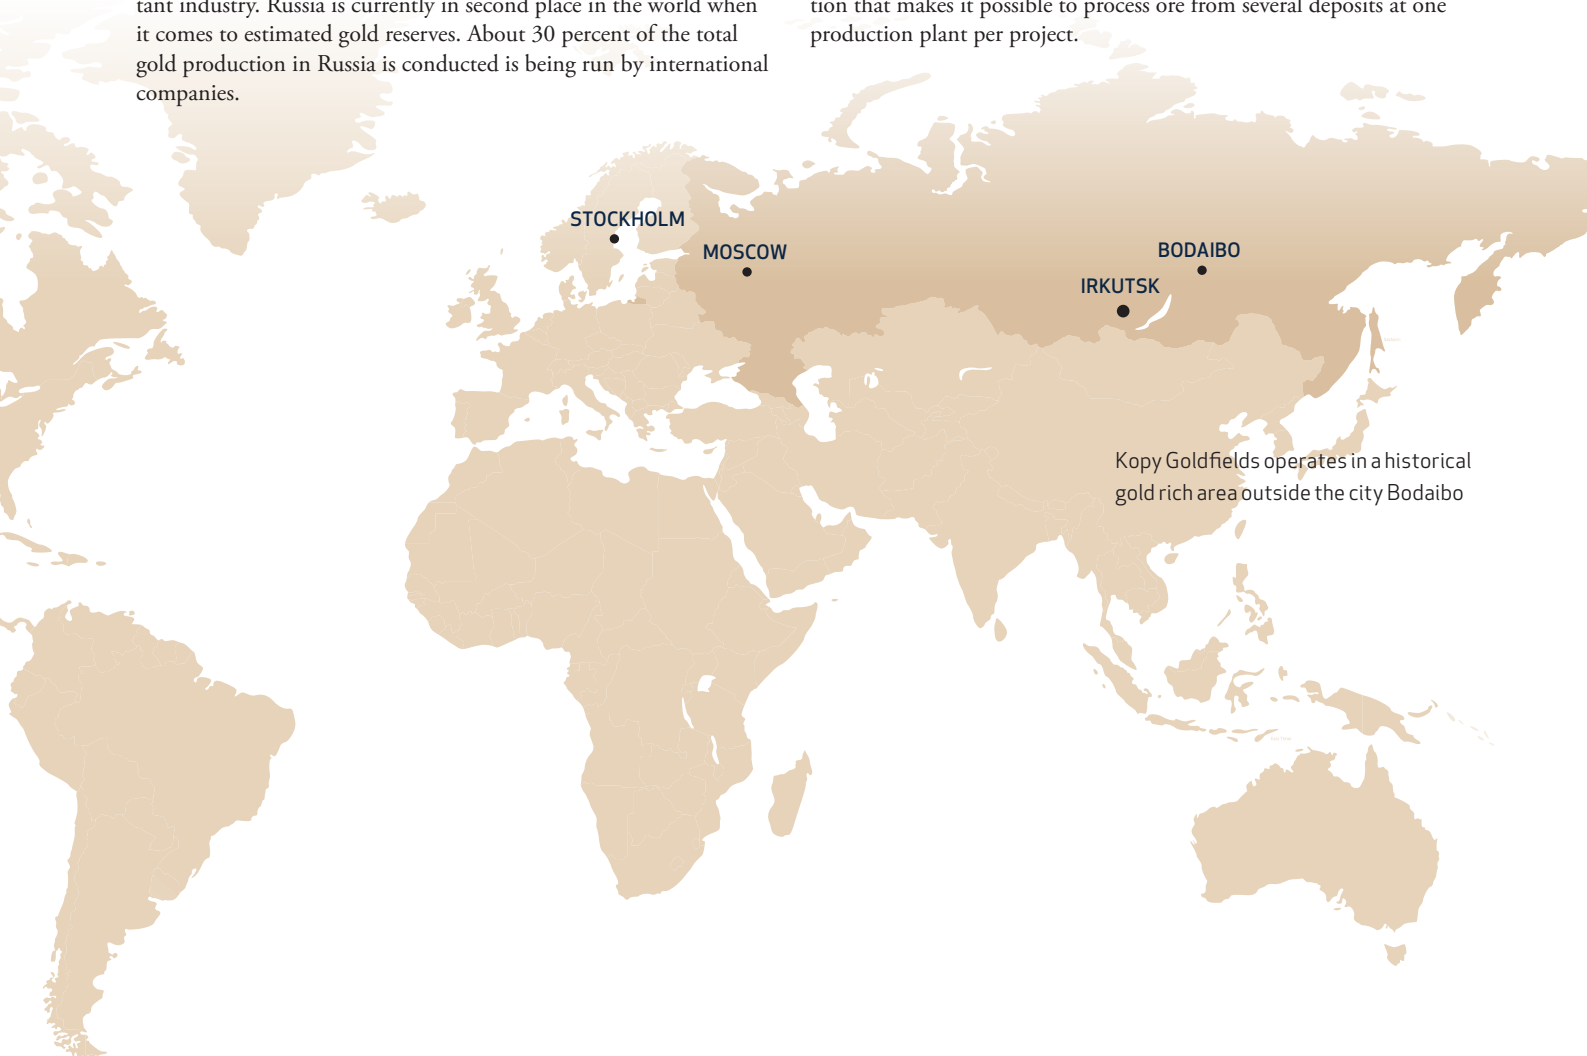 tant industry. Russia is currently in second place in the world when
it comes to estimated gold reserves. About 30 percent of the total
gold production in Russia is conducted is being run by international
companies.
tion that makes it possible to process ore from several deposits at one
production plant per project.
STOCKHOLM
MOSCOW
BODAIBO
IRKUTSK
Kopy Goldfields operates in a historical
gold rich area outside the city Bodaibo